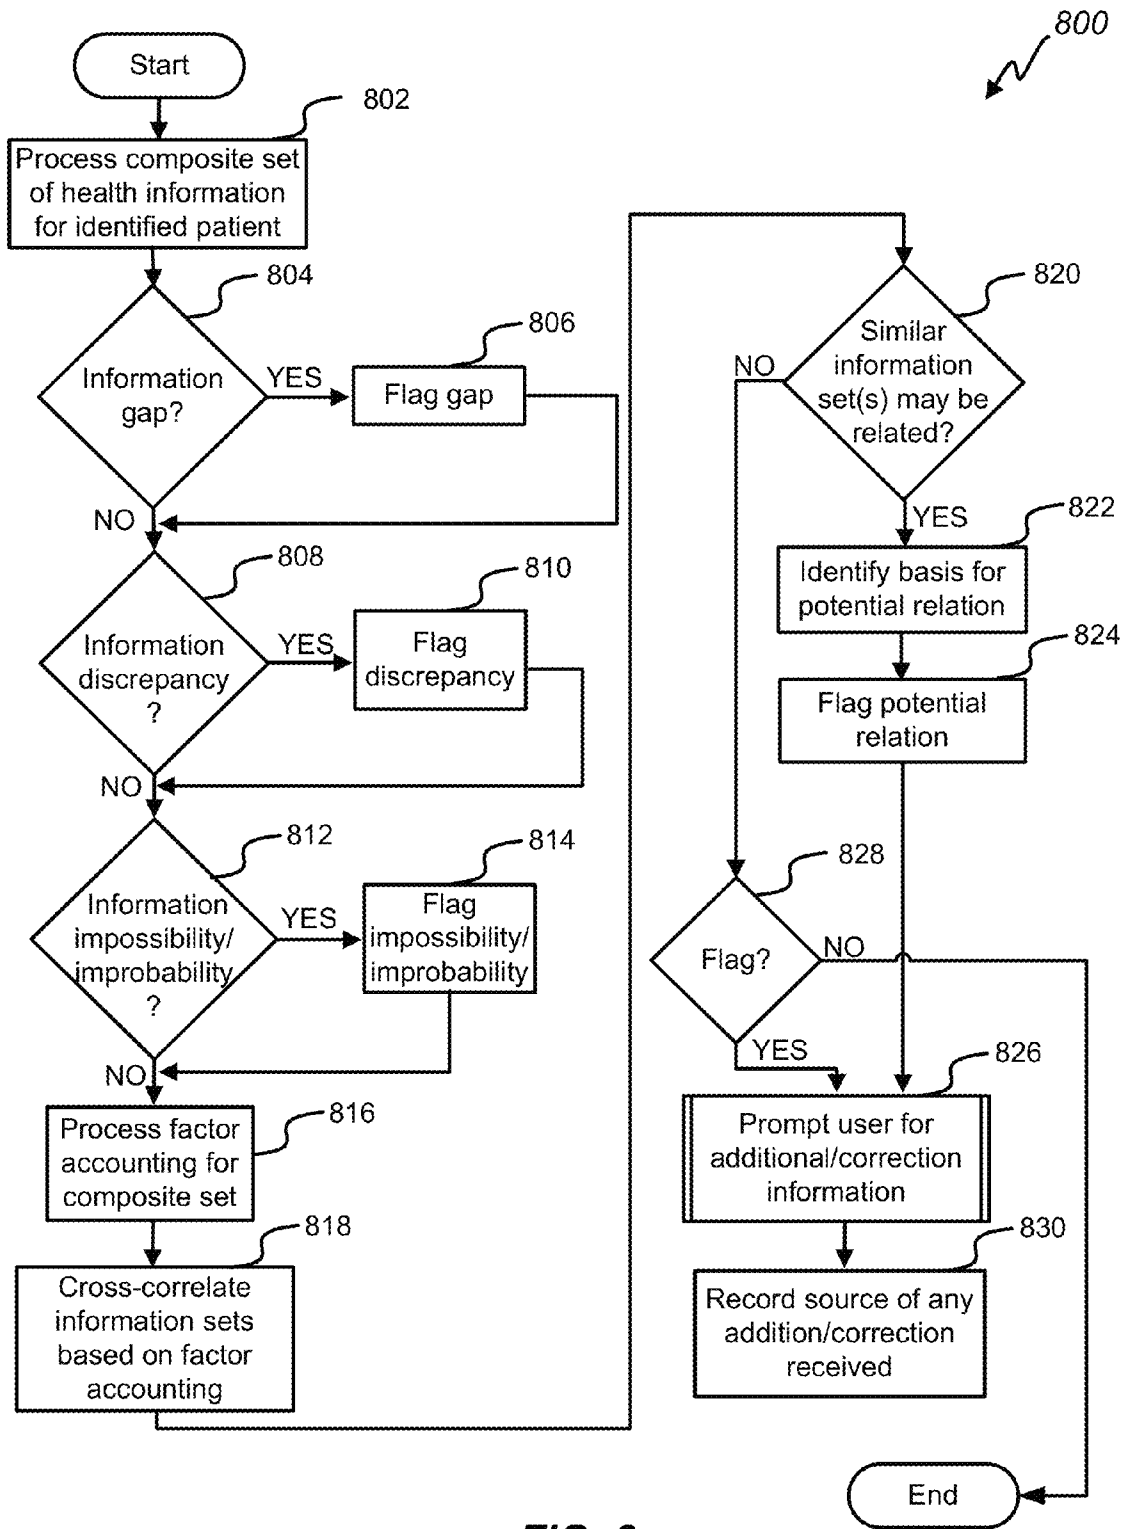 800
Start
802
Process composite set
of health information
for identified patient
804
Information
gap?
YES
806
Flag gap
NO
808
Information
discrepancy
?
YES
810
Flag
discrepancy
NO
812
Information
impossibility/
improbability
?
YES
814
Flag
impossibility/
improbability
NO
816
Process factor
accounting for
composite set
818
Cross-correlate
information sets
based on factor
accounting
820
Similar
information
set(s) may be
related?
NO
YES
822
Identify basis for
potential relation
824
Flag potential
relation
828
Flag?
NO
YES
826
Prompt user for
additional/correction
information
830
Record source of any
addition/correction
received
End